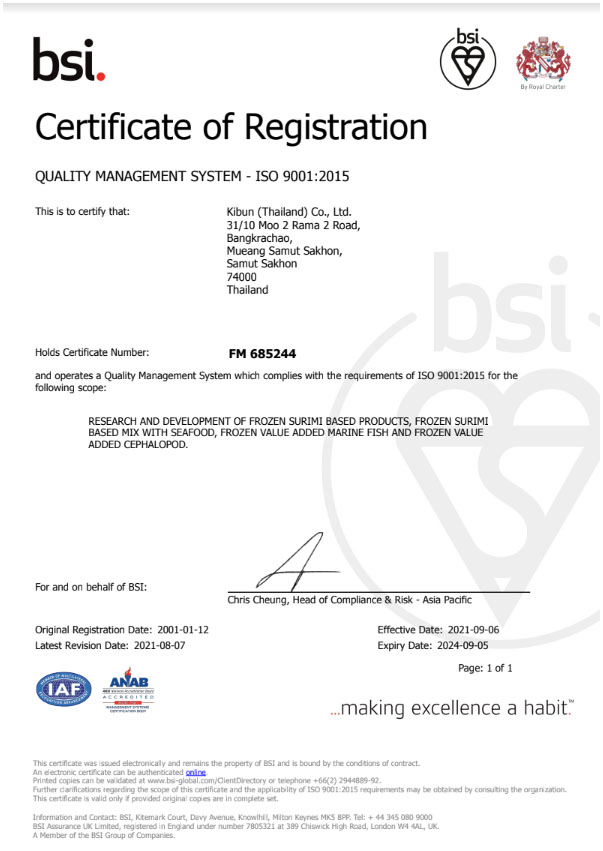 bsi.
bsi
By Royal Charter
Certificate of Registration
QUALITY MANAGEMENT SYSTEM - ISO 9001:2015
This is to certify that:
Kibun (Thailand) Co., Ltd.
31/10 Moo 2 Rama 2 Road,
Bangkrachao,
Mueang Samut Sakhon,
Samut Sakhon
74000
Thailand
bsi
Holds Certificate Number:
FM 685244
and operates a Quality Management System which complies with the requirements of ISO 9001:2015 for the
following scope:
RESEARCH AND DEVELOPMENT OF FROZEN SURIMI BASED PRODUCTS, FROZEN SURIMI
BASED MIX WITH SEAFOOD, FROZEN VALUE ADDED MARINE FISH AND FROZEN VALUE
ADDED CEPHALOPOD.
For and on behalf of BSI:
Chris Cheung, Head of Compliance & Risk - Asia Pacific
Original Registration Date: 2001-01-12
Effective Date: 2021-09-06
Latest Revision Date: 2021-08-07
Expiry Date: 2024-09-05
Page: 1 of 1
IAF
ANAB
ACCREDITED
MANAGEMENT SYSTEMS
CERTIFICATION BODY
...making excellence a habit.™
This certificate was issued electronically and remains the property of BSI and is bound by the conditions of contract.
An electronic certificate can be authenticated online.
Printed copies can be validated at www.bsi-global.com/ClientDirectory or telephone +66(2) 2944889-92.
Further clarifications regarding the scope of this certificate and the applicability of ISO 9001:2015 requirements may be obtained by consulting the organization.
This certificate is valid only if provided original copies are in complete set.
Information and Contact: BSI, Kitemark Court, Davy Avenue, Knowlhill, Milton Keynes MK5 8PP. Tel: + 44 345 080 9000
BSI Assurance UK Limited, registered in England under number 7805321 at 389 Chiswick High Road, London W4 4AL, UK.
A Member of the BSI Group of Companies.